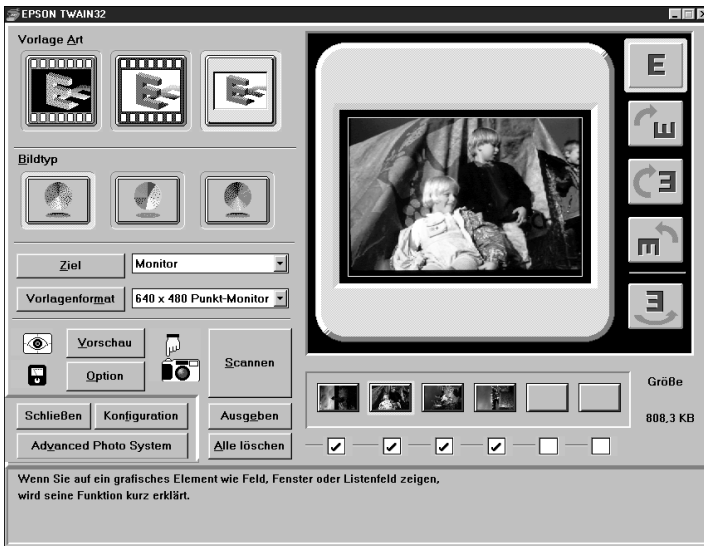 EPSON TWAIN32
Vorlage Art
Bildtyp
Ziel
Monitor
Vorlagenformat
640 x 480 Punkt-Monitor
Vorschau
Option
Scannen
Schließen
Konfiguration
Ausgeben
Advanced Photo System
Alle löschen
Größe
808,3 KB
Wenn Sie auf ein grafisches Element wie Feld, Fenster oder Listenfeld zeigen,
wird seine Funktion kurz erklärt.